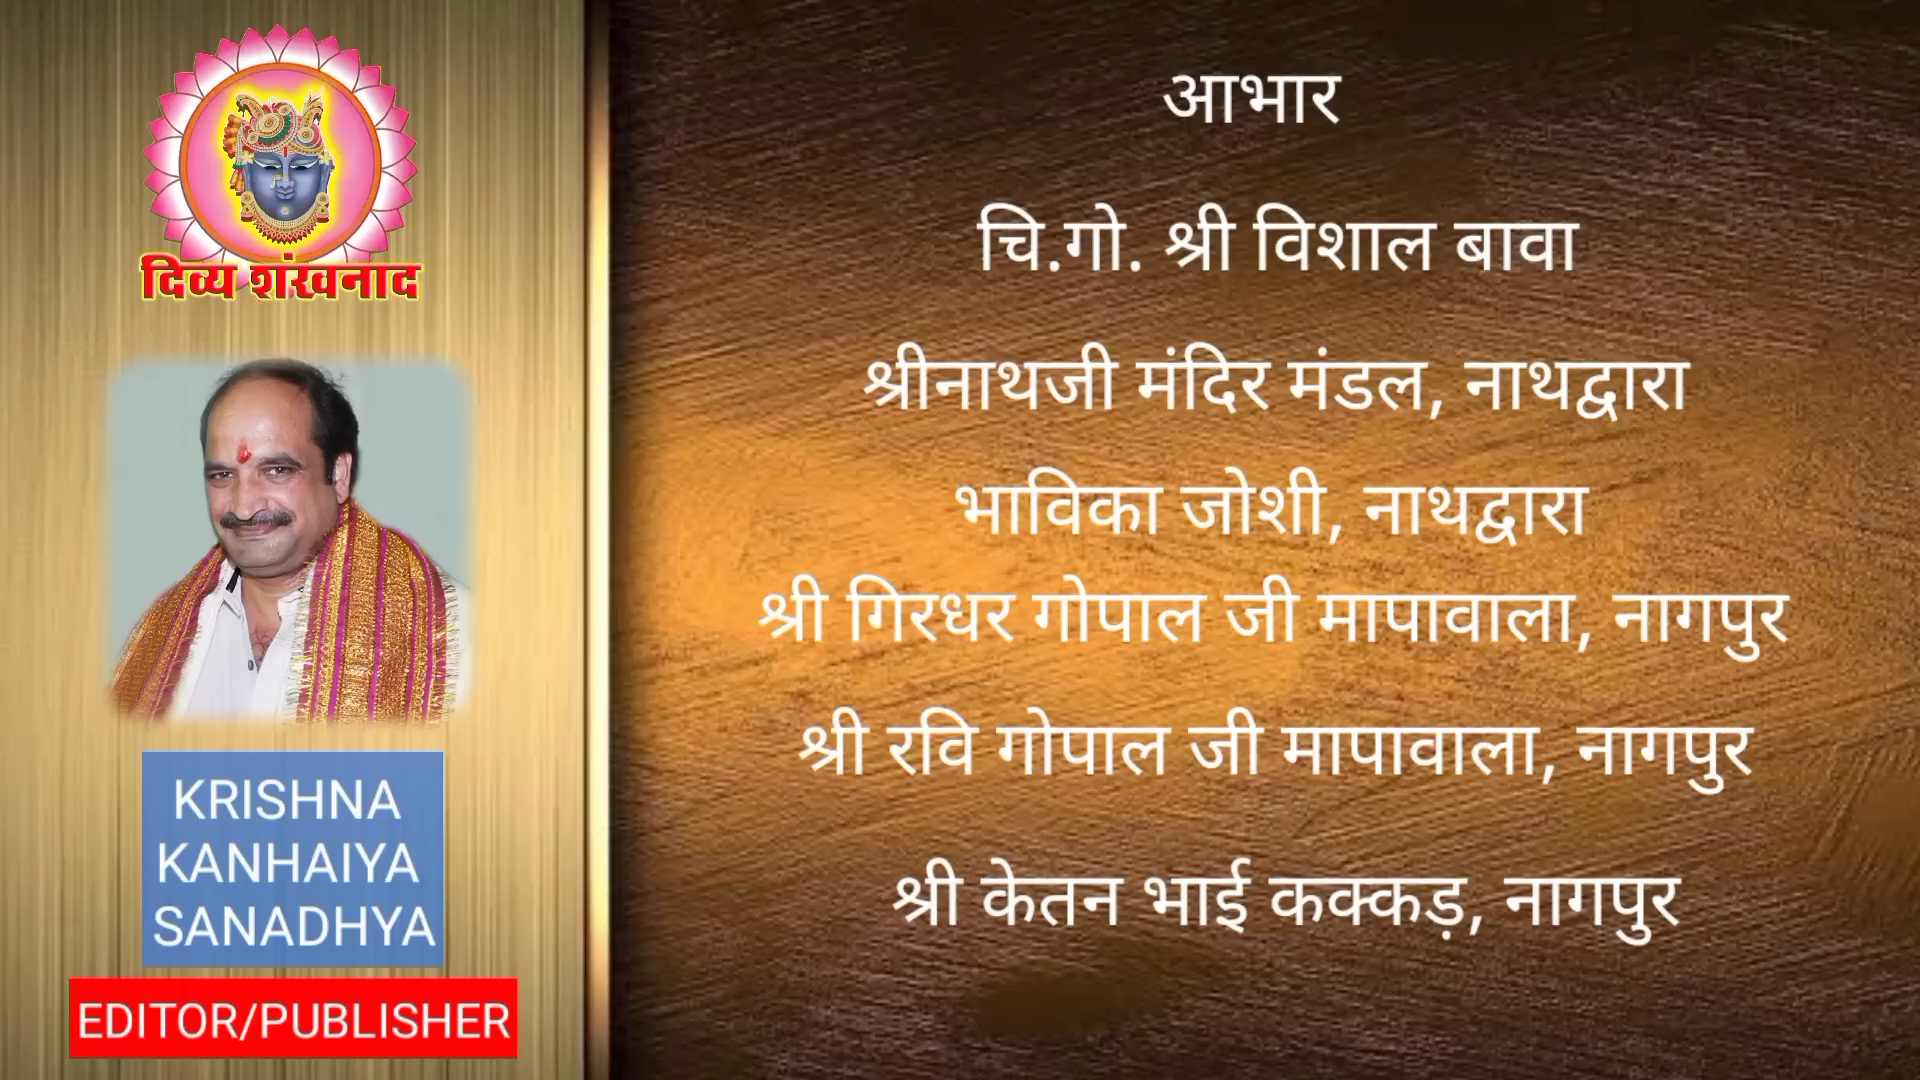 दिव्य शंखनाद
KRISHNA
KANHAIYA
SANADHYA
EDITOR/PUBLISHER
आभार
चि.गो. श्री विशाल बावा
श्रीनाथजी मंदिर मंडल, नाथद्वारा
भाविका जोशी, नाथद्वारा
श्री गिरधर गोपाल जी मापावाला, नागपुर
श्री रवि गोपाल जी मापावाला, नागपुर
श्री केतन भाई कक्कड़, नागपुर